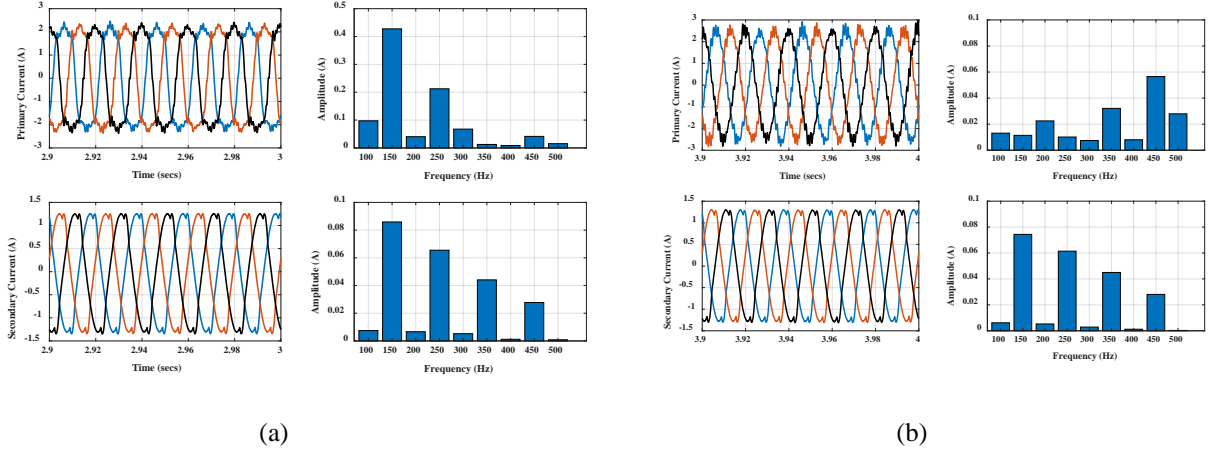 Primary Current (A)
3
2
1
0
-1
-2
-3
2.9 2.92 2.94 2.96 2.98 3
Time (secs)
Amplitude (A)
0.5
0.4
0.3
0.2
0.1
0
100 150 200 250 300 350 400 450 500
Frequency (Hz)
Secondary Current (A)
1.5
1
0.5
0
-0.5
-1
-1.5
2.9 2.92 2.94 2.96 2.98 3
Time (secs)
Amplitude (A)
0.1
0.08
0.06
0.04
0.02
0
100 150 200 250 300 350 400 450 500
Frequency (Hz)
(a)
Primary Current (A)
3
2
1
0
-1
-2
-3
3.9 3.92 3.94 3.96 3.98 4
Time (secs)
Amplitude (A)
0.1
0.08
0.06
0.04
0.02
0
100 150 200 250 300 350 400 450 500
Frequency (Hz)
Secondary Current (A)
1.5
1
0.5
0
-0.5
-1
-1.5
3.9 3.92 3.94 3.96 3.98 4
Time (secs)
Amplitude (A)
0.1
0.08
0.06
0.04
0.02
0
100 150 200 250 300 350 400 450 500
Frequency (Hz)
(b)